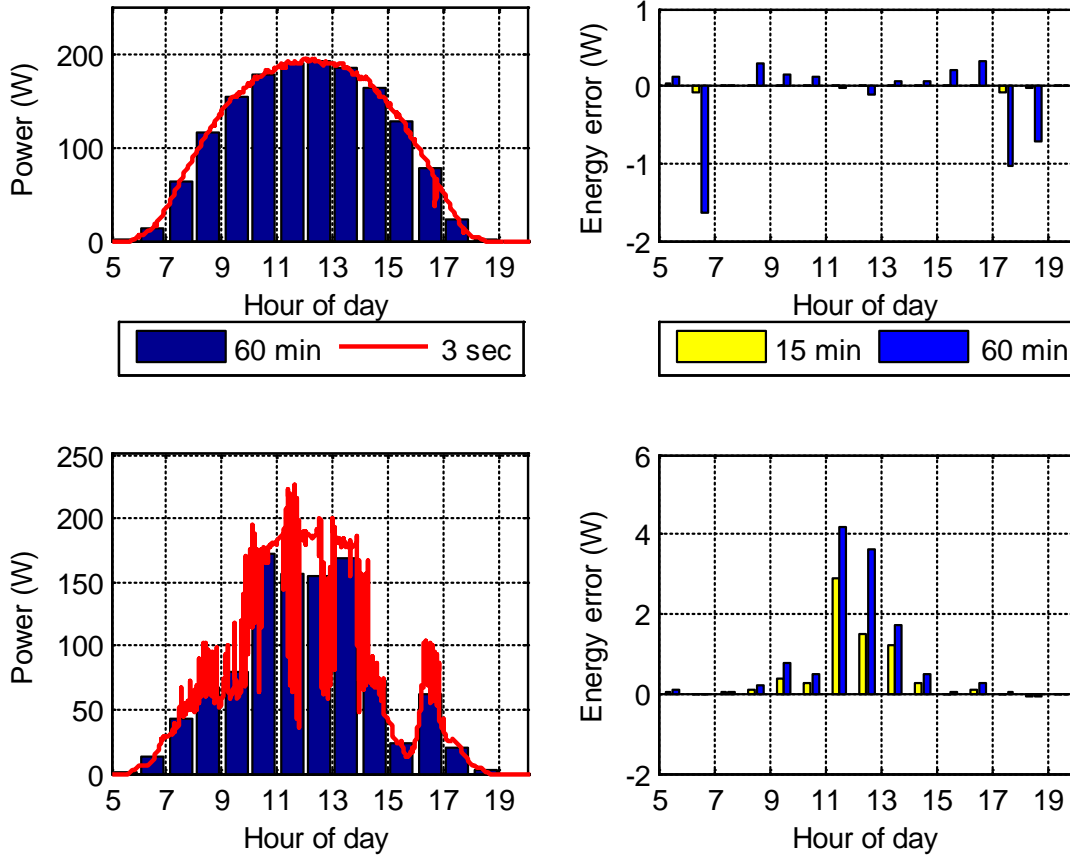 Power (W)
200
100
0
5 7 9 11 13 15 17 19
Hour of day
Energy error (W)
1
0
-1
-2
5 7 9 11 13 15 17 19
Hour of day
60 min 3 sec
15 min 60 min
Power (W)
250
200
150
100
50
0
5 7 9 11 13 15 17 19
Hour of day
Energy error (W)
6
4
2
0
-2
5 7 9 11 13 15 17 19
Hour of day